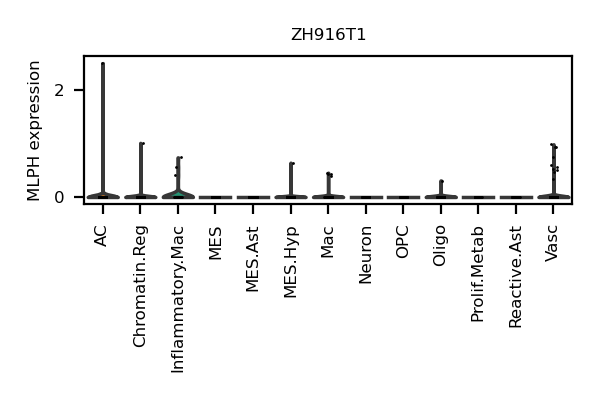 ZH916T1
MLPH expression
2
0
AC
Chromatin.Reg
Inflammatory.Mac
MES
MES.Ast
MES.Hyp
Mac
Neuron
OPC
Oligo
Prolif.Metab
Reactive.Ast
Vasc